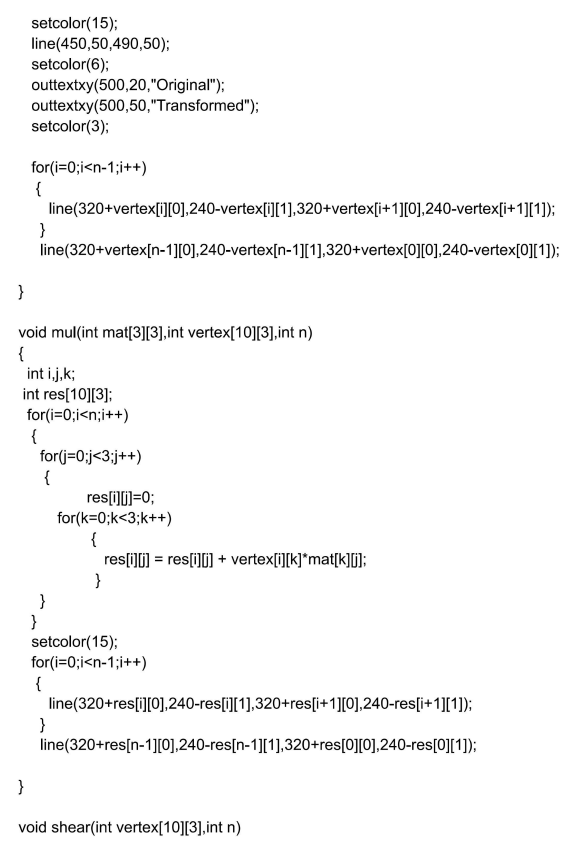 setcolor(15);
line(450,50,490,50);
setcolor(6);
outtextxy(500,20,"Original");
outtextxy(500,50,"Transformed");
setcolor(3);
for(i=0;i<n-1;i++)
{
line(320+vertex[i][0],240-vertex[i][1],320+vertex[i+1][0],240-vertex[i+1][1]);
}
line(320+vertex[n-1][0],240-vertex[n-1][1],320+vertex[0][0],240-vertex[0][1]);
}
void mul(int mat[3][3],int vertex[10][3],int n)
{
int i,j,k;
int res[10][3];
for(i=0;i<n;i++)
{
for(j=0;j<3;j++)
{
res[i][j]=0;
for(k=0;k<3;k++)
{
res[i][j] = res[i][j] + vertex[i][k]*mat[k][j];
}
}
}
setcolor(15);
for(i=0;i<n-1;i++)
{
line(320+res[i][0],240-res[i][1],320+res[i+1][0],240-res[i+1][1]);
}
line(320+res[n-1][0],240-res[n-1][1],320+res[0][0],240-res[0][1]);
}
void shear(int vertex[10][3],int n)